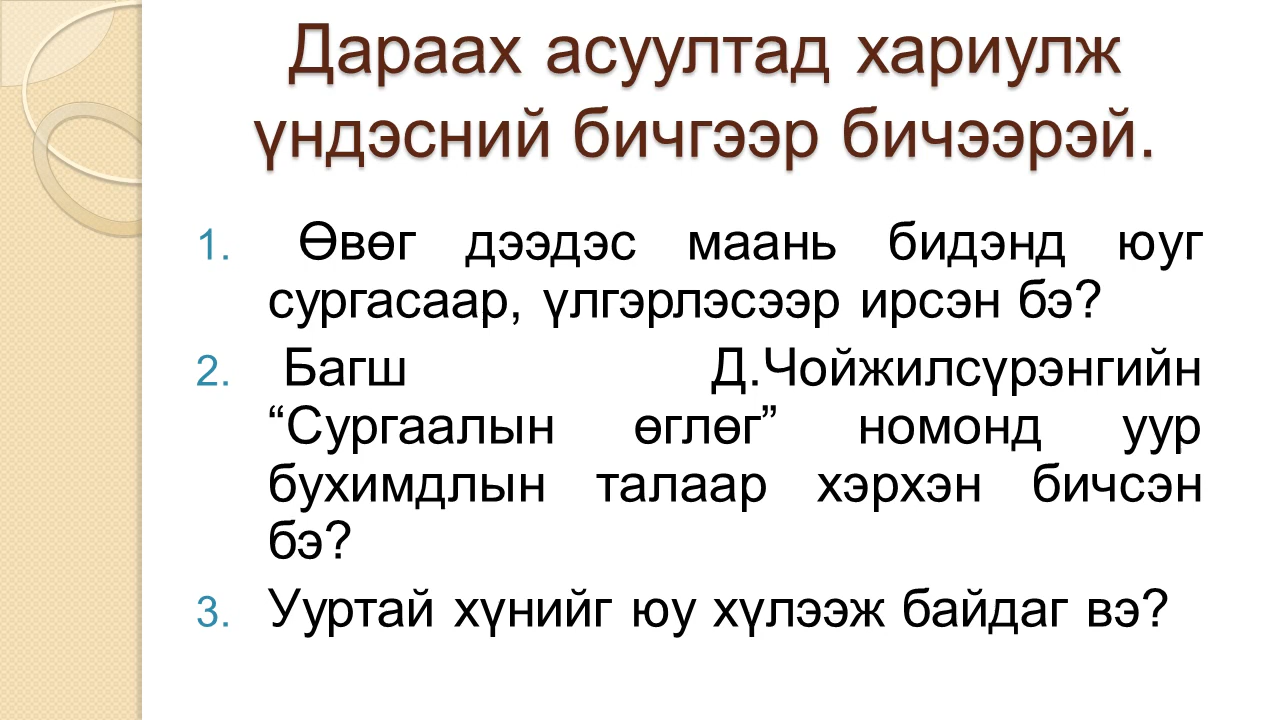 Дараах асуултад хариулж
үндэсний бичгээр бичээрэй.
1. Өвөг дээдэс маань бидэнд юуг
сургасаар, үлгэрлэсээр ирсэн бэ?
2. Багш Д.Чойжилсүрэнгийн
“Сургаалын өглөг” номонд уур
бухимдлын талаар хэрхэн бичсэн
бэ?
3. Ууртай хүнийг юу хүлээж байдаг вэ?